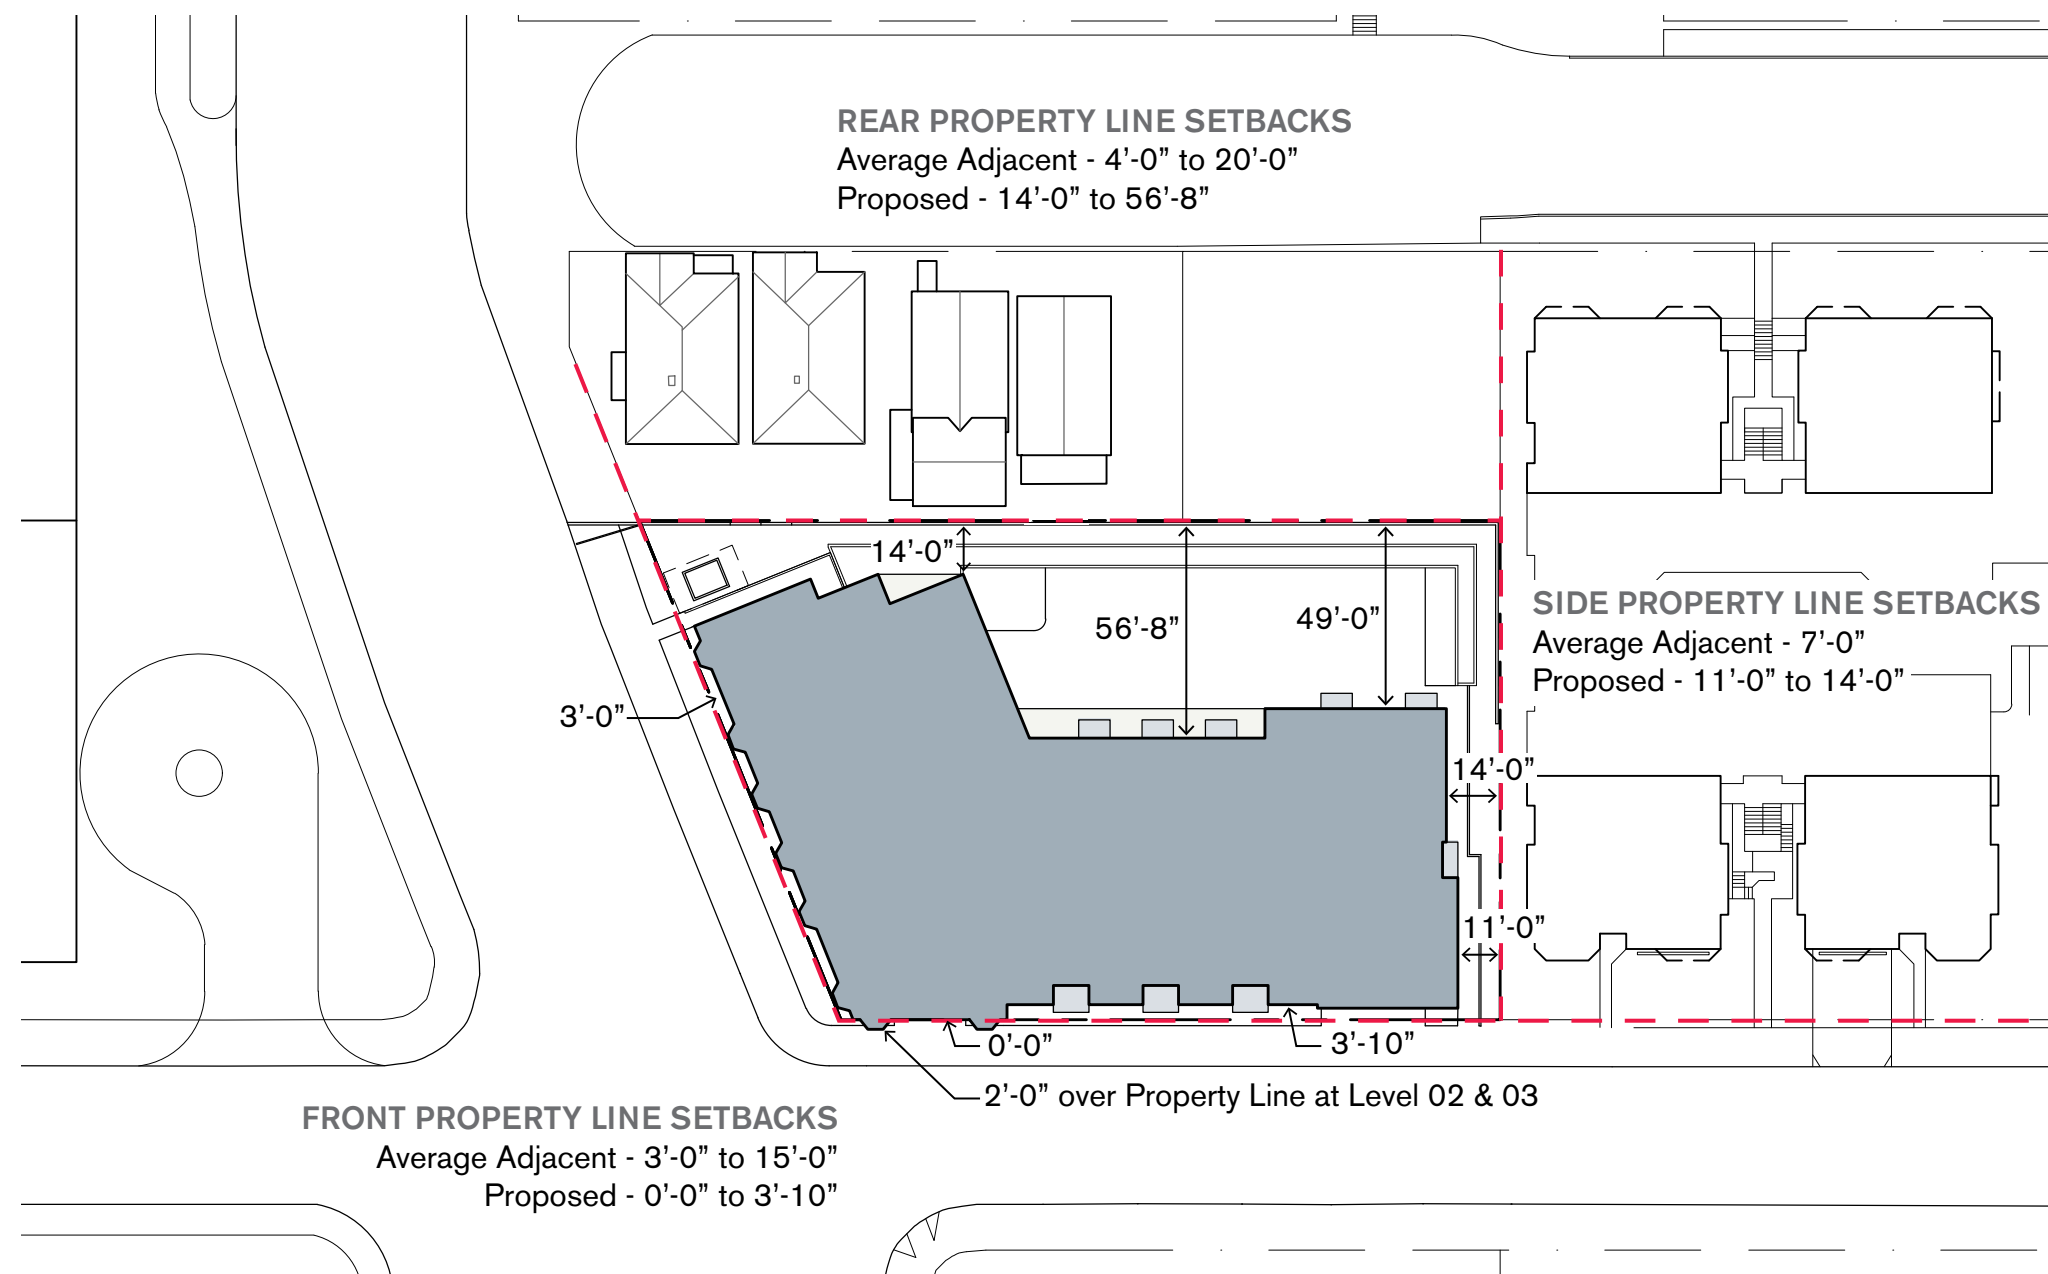 REAR PROPERTY LINE SETBACKS
Average Adjacent - 4’-0” to 20’-0”
Proposed - 14’-0” to 56’-8”
14’-0”
56’-8”
49’-0”
SIDE PROPERTY LINE SETBACKS
Average Adjacent - 7’-0”
Proposed - 11’-0” to 14’-0”
3’-0”
14’-0”
11’-0”
0’-0”
3’-10”
2’-0” over Property Line at Level 02 & 03
FRONT PROPERTY LINE SETBACKS
Average Adjacent - 3’-0” to 15’-0”
Proposed - 0’-0” to 3’-10”